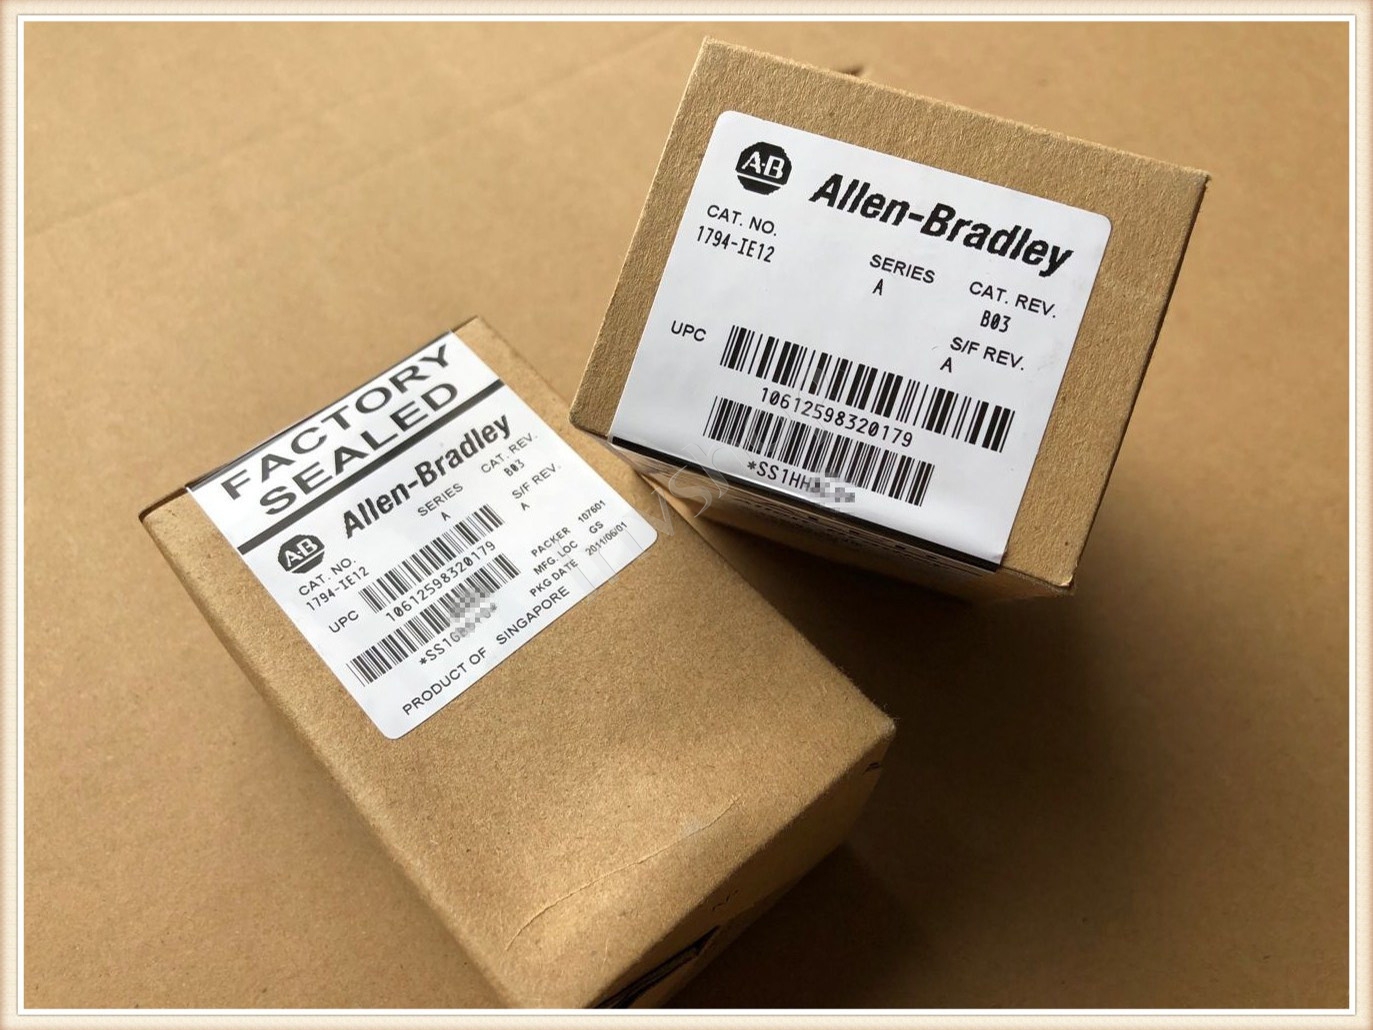 A-B
Allen-Bradley
CAT. NO.
1794-IE12
SERIES
A
CAT. REV.
B03
S/F REV.
A
UPC
10612598320179
FACTORY
SEALED
A-B
Allen-Bradley
CAT. NO.
1794-IE12
SERIES
A
CAT. REV.
B03
S/F REV.
A
UPC
10612598320179
PACKER 107601
MFG. LOC GS
PKG DATE 2011/06/01
PRODUCT OF SINGAPORE